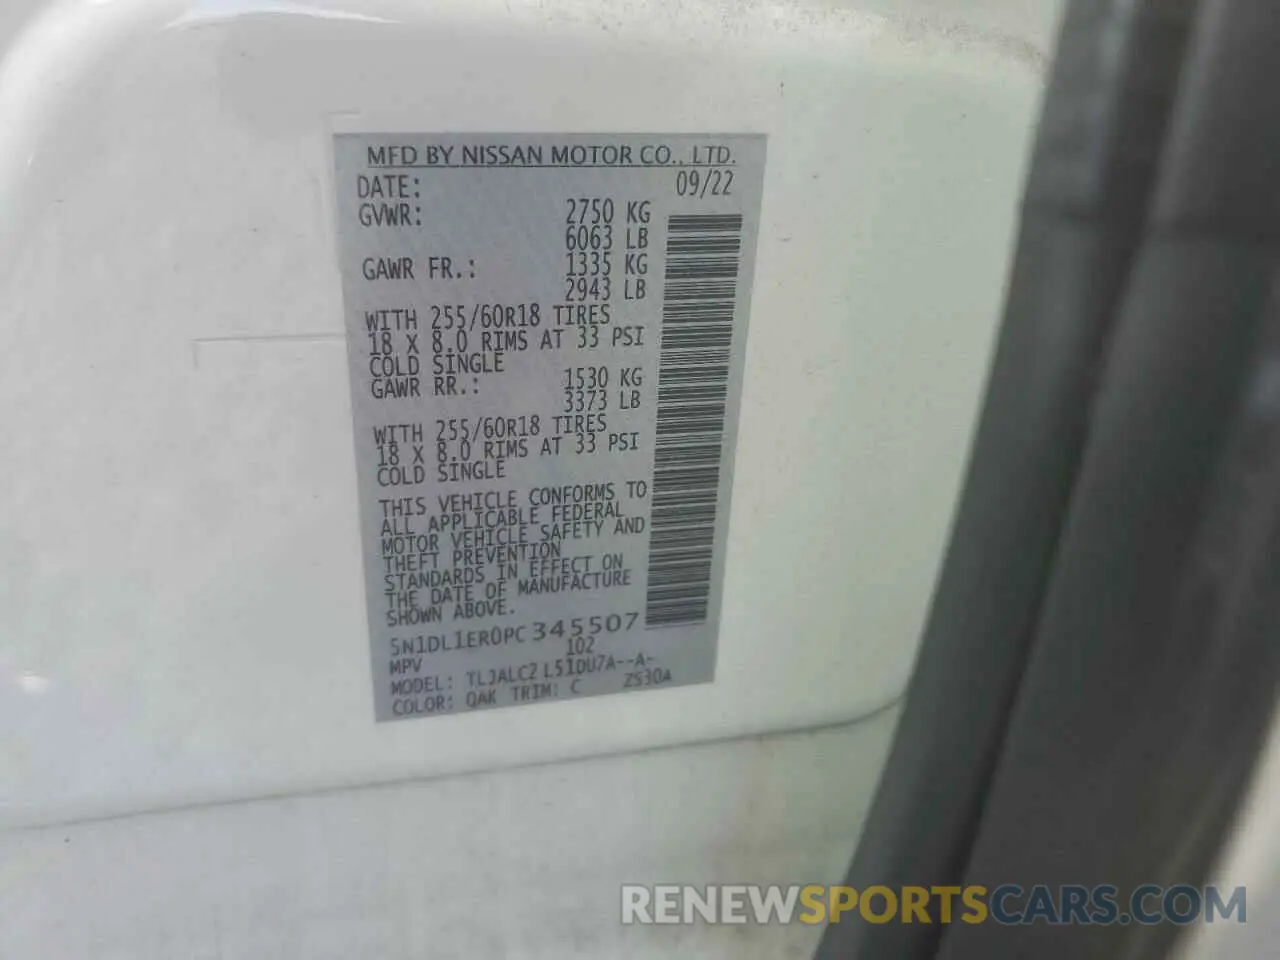 MFD BY NISSAN MOTOR CO., LTD.
DATE: 09/22
GVWR: 2750 KG
6063 LB
GAWR FR.: 1335 KG
2943 LB
WITH 255/60R18 TIRES
18 X 8.0 RIMS AT 33 PSI
COLD SINGLE
GAWR RR.: 1530 KG
3373 LB
WITH 255/60R18 TIRES
18 X 8.0 RIMS AT 33 PSI
COLD SINGLE
THIS VEHICLE CONFORMS TO
ALL APPLICABLE FEDERAL
MOTOR VEHICLE SAFETY AND
THEFT PREVENTION
STANDARDS IN EFFECT ON
THE DATE OF MANUFACTURE
SHOWN ABOVE.
5N1DL1ER0PC 345507
MPV 102
MODEL: TLJALC2 L51DU7A--A-
COLOR: QAK TRIM: C ZS30A
RENEWSPORTSCARS.COM